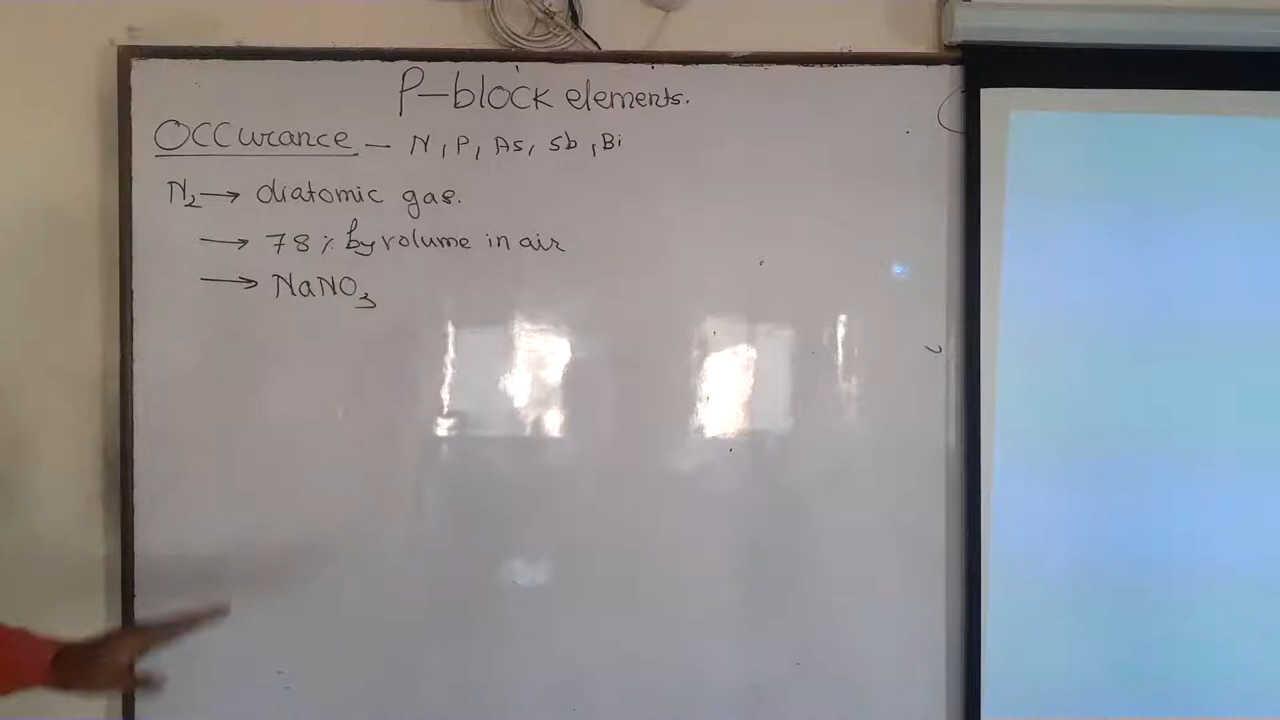 P-block elements.
Occurance - N, P, As, Sb, Bi
N₂ → diatomic gas.
→ 78% by volume in air
→ NaNO₃